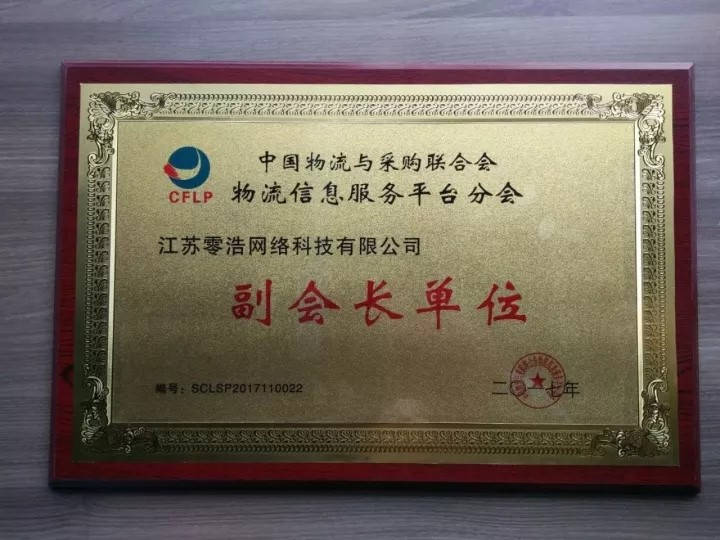 中国物流与采购联合会
CFLP
物流信息服务平台分会
江苏零浩网络科技有限公司
副会长单位
编号：SCLSP2017110022
二〇一七年